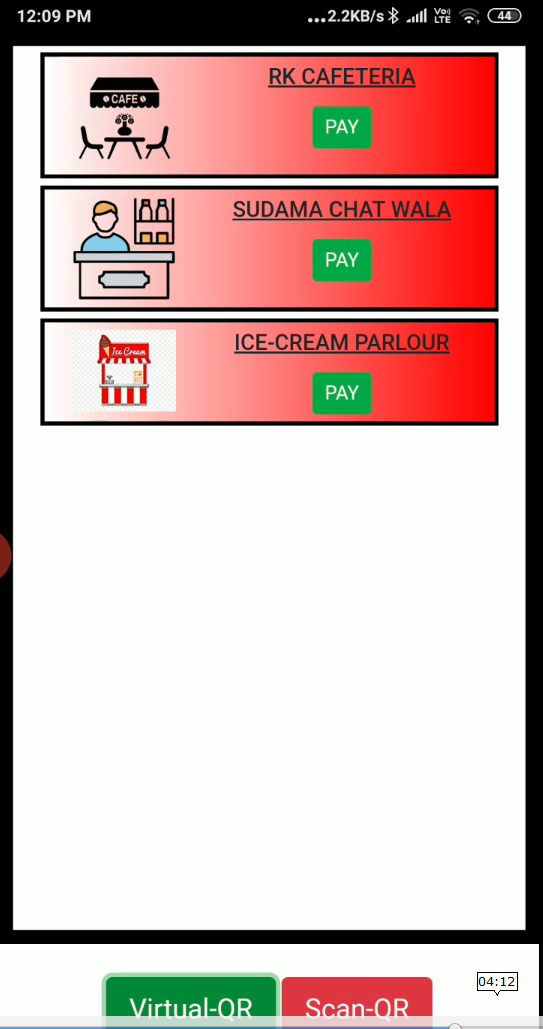 12:09 PM
...2.2KB/s Vo) LTE 44
RK CAFETERIA
CAFE
PAY
SUDAMA CHAT WALA
PAY
Ice Cream
ICE-CREAM PARLOUR
PAY
04:12
Virtual-QR Scan-QR